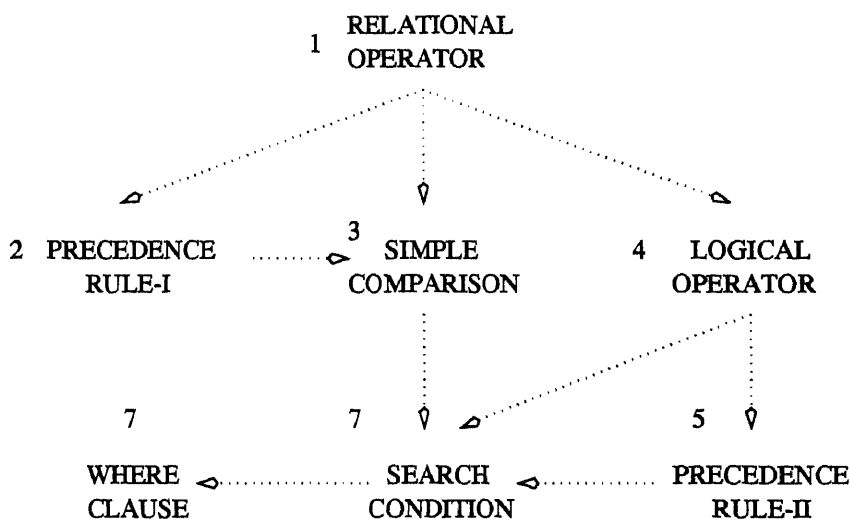 1 RELATIONAL
OPERATOR
2 PRECEDENCE
RULE-I
3 SIMPLE
COMPARISON
4 LOGICAL
OPERATOR
7 7 5
WHERE
CLAUSE
SEARCH
CONDITION
PRECEDENCE
RULE-II